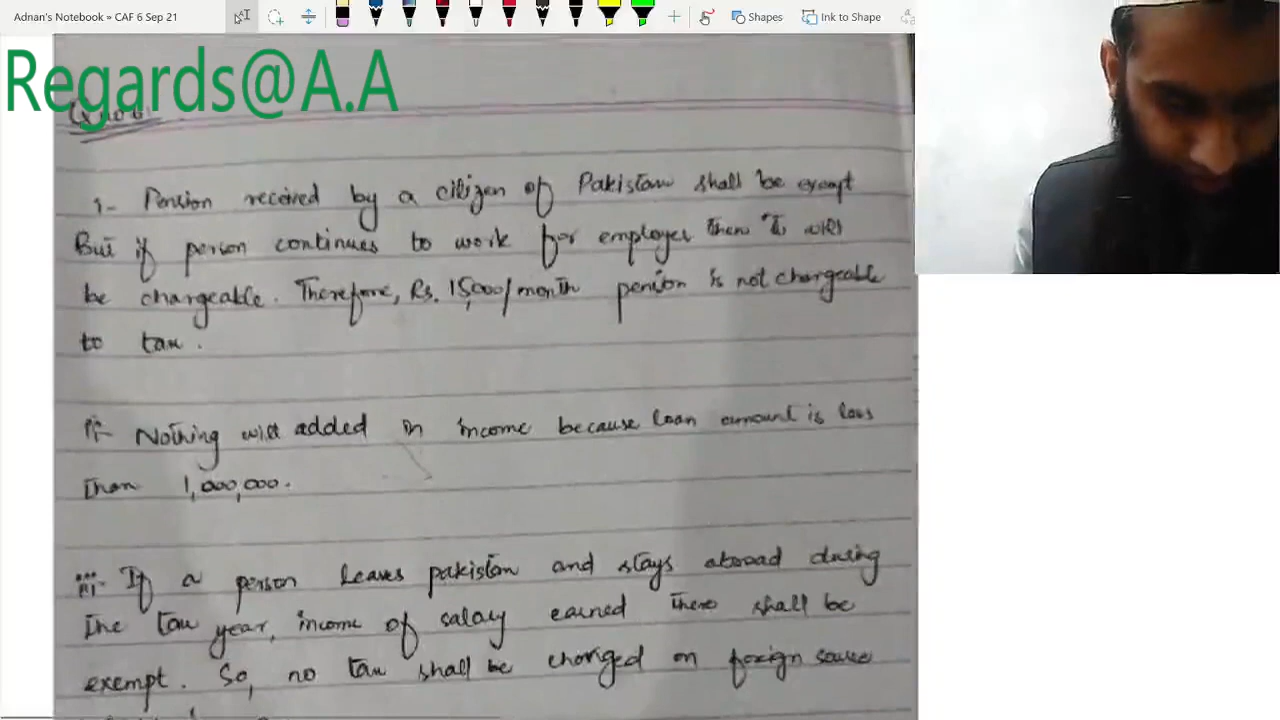 Adnan's Notebook » CAF 6 Sep 21
Shapes
Ink to Shape
Regards@A.A
i- Pension received by a citizen of Pakistan shall be exempt
But if person continues to work for employer then it will
be chargeable. Therefore, Rs. 15,000/month pension is not chargeable
to tax.
ii- Nothing will added in income because loan amount is less
than 1,000,000.
iii- If a person leaves pakistan and stays abroad during
the tax year, income of salary earned there shall be
exempt. So, no tax shall be charged on foreign source